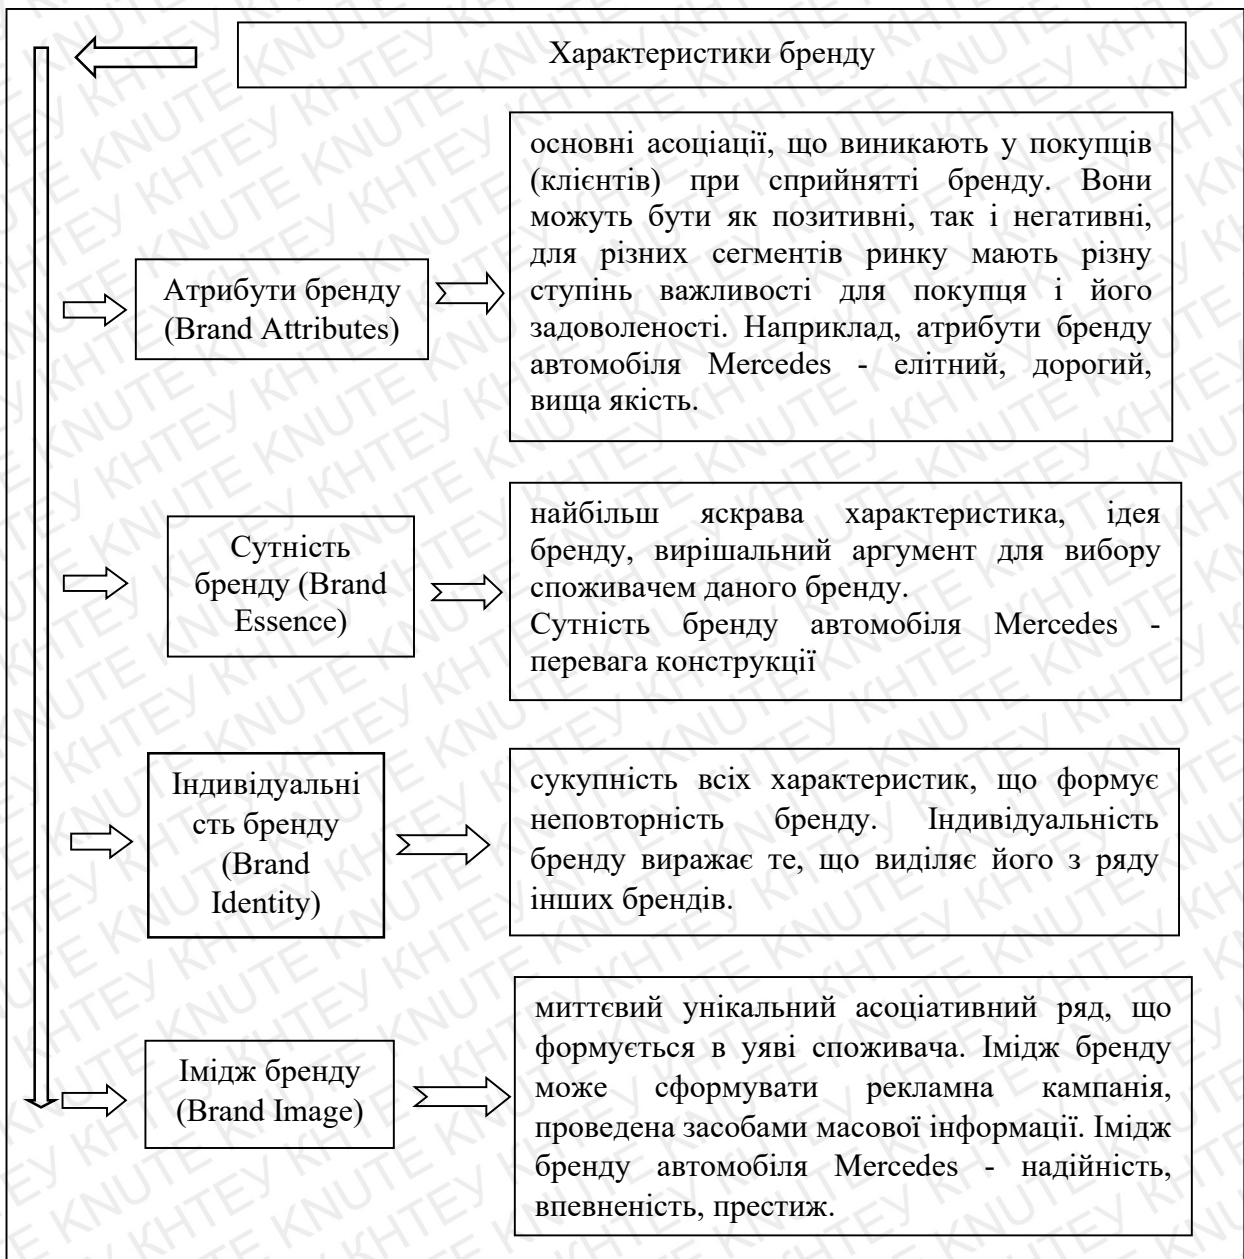 Характеристики бренду
Атрибути бренду
(Brand Attributes)
основні асоціації, що виникають у покупців
(клієнтів) при сприйнятті бренду. Вони
можуть бути як позитивні, так і негативні,
для різних сегментів ринку мають різну
ступінь важливості для покупця і його
задоволеності. Наприклад, атрибути бренду
автомобіля Mercedes - елітний, дорогий,
вища якість.
Сутність
бренду (Brand
Essence)
найбільш яскрава характеристика, ідея
бренду, вирішальний аргумент для вибору
споживачем даного бренду.
Сутність бренду автомобіля Mercedes -
перевага конструкції
Індивідуальні
сть бренду
(Brand
Identity)
сукупність всіх характеристик, що формує
неповторність бренду. Індивідуальність
бренду виражає те, що виділяє його з ряду
інших брендів.
Імідж бренду
(Brand Image)
миттєвий унікальний асоціативний ряд, що
формується в уяві споживача. Імідж бренду
може сформувати рекламна кампанія,
проведена засобами масової інформації. Імідж
бренду автомобіля Mercedes - надійність,
впевненість, престиж.